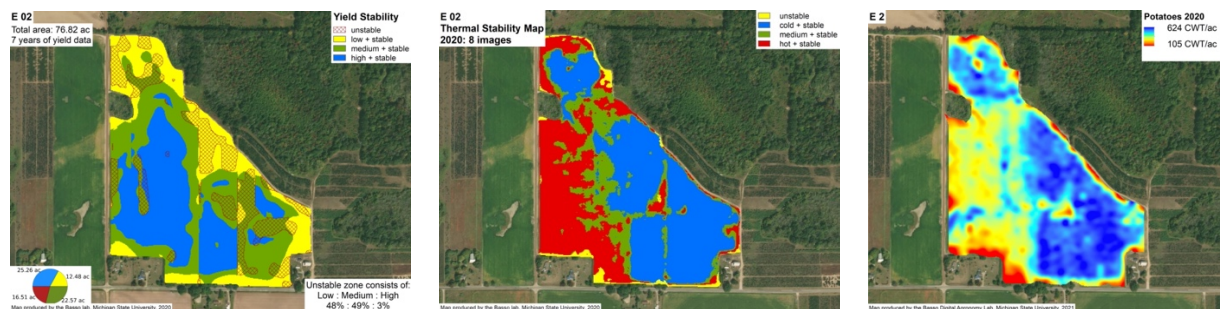 E 02
Total area: 76.82 ac
7 years of yield data
Yield Stability
unstable
low + stable
medium + stable
high + stable
25.26 ac
12.48 ac
16.51 ac
22.57 ac
Unstable zone consists of:
Low : Medium : High
48% : 49% : 3%
Map produced by the Basso lab, Michigan State University, 2020
E 02
Thermal Stability Map
2020: 8 images
unstable
cold + stable
medium + stable
hot + stable
Map produced by the Basso lab, Michigan State University, 2020
E 2
Potatoes 2020
624 CWT/ac
105 CWT/ac
Map produced by the Basso Digital Agronomy Lab, Michigan State University, 2021